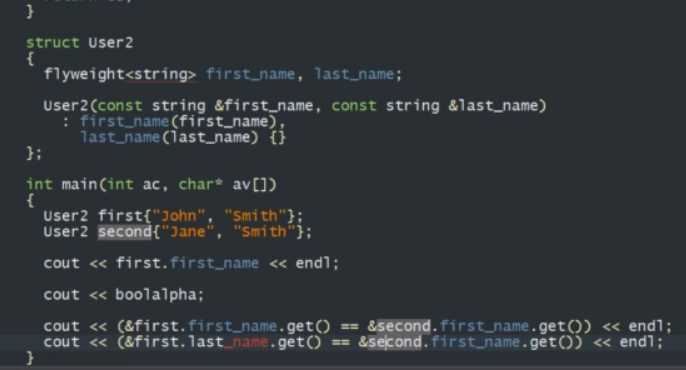 }
struct User2
{
flyweight<string> first_name, last_name;
User2(const string &first_name, const string &last_name)
: first_name(first_name),
last_name(last_name) {}
};
int main(int ac, char* av[])
{
User2 first{"John", "Smith"};
User2 second{"Jane", "Smith"};
cout << first.first_name << endl;
cout << boolalpha;
cout << (&first.first_name.get() == &second.first_name.get()) << endl;
cout << (&first.last_name.get() == &second.first_name.get()) << endl;
}